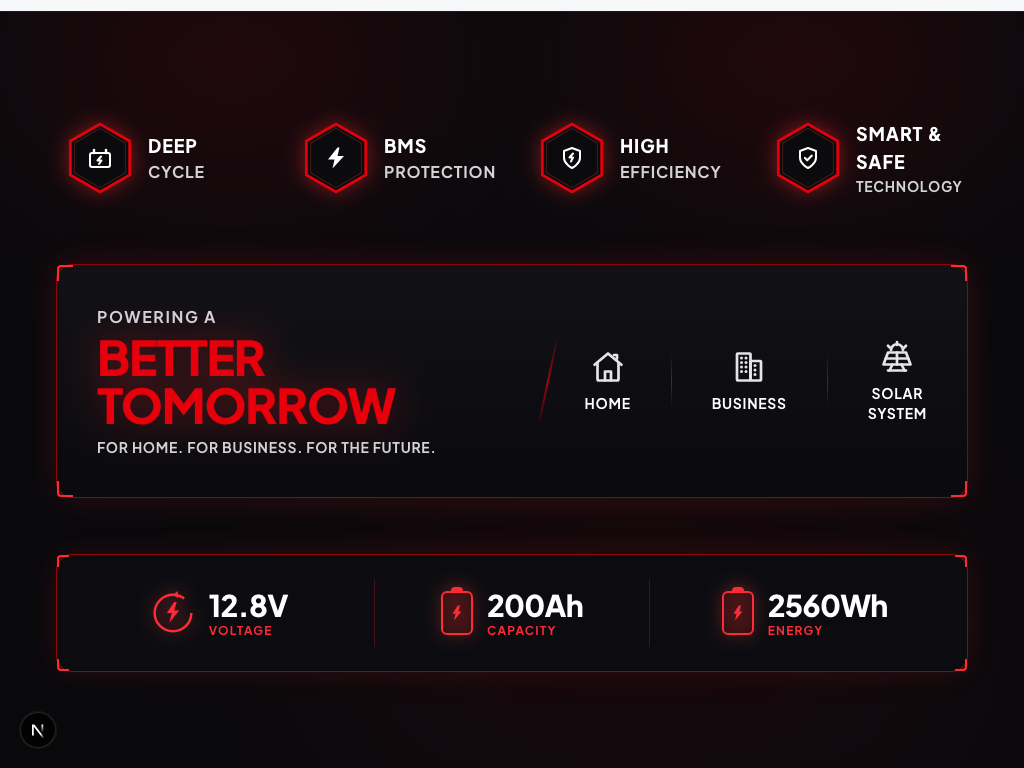 DEEP
CYCLE
BMS
PROTECTION
HIGH
EFFICIENCY
SMART &
SAFE
TECHNOLOGY
POWERING A
BETTER
TOMORROW
FOR HOME. FOR BUSINESS. FOR THE FUTURE.
HOME
BUSINESS
SOLAR
SYSTEM
12.8V
VOLTAGE
200Ah
CAPACITY
2560Wh
ENERGY
N